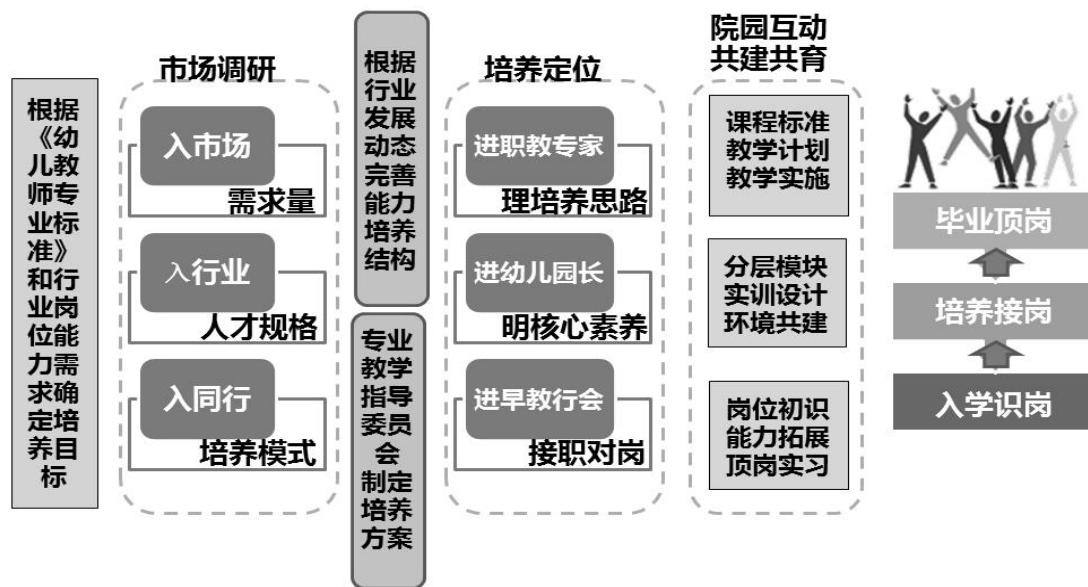 根据
《幼
儿教
师专
业标
准》
和行
业岗
位能
力需
求确
定培
养目
标
市场调研
入市场
需求量
入行业
人才规格
入同行
培养模式
根据
行业
发展
动态
完善
能力
培养
结构
专业
教学
指导
委员
会
制定
培养
方案
培养定位
进职教专家
理培养思路
进幼儿园长
明核心素养
进早教行会
接职对岗
院园互动
共建共育
课程标准
教学计划
教学实施
分层模块
实训设计
环境共建
岗位初识
能力拓展
顶岗实习
毕业顶岗
培养接岗
入学识岗